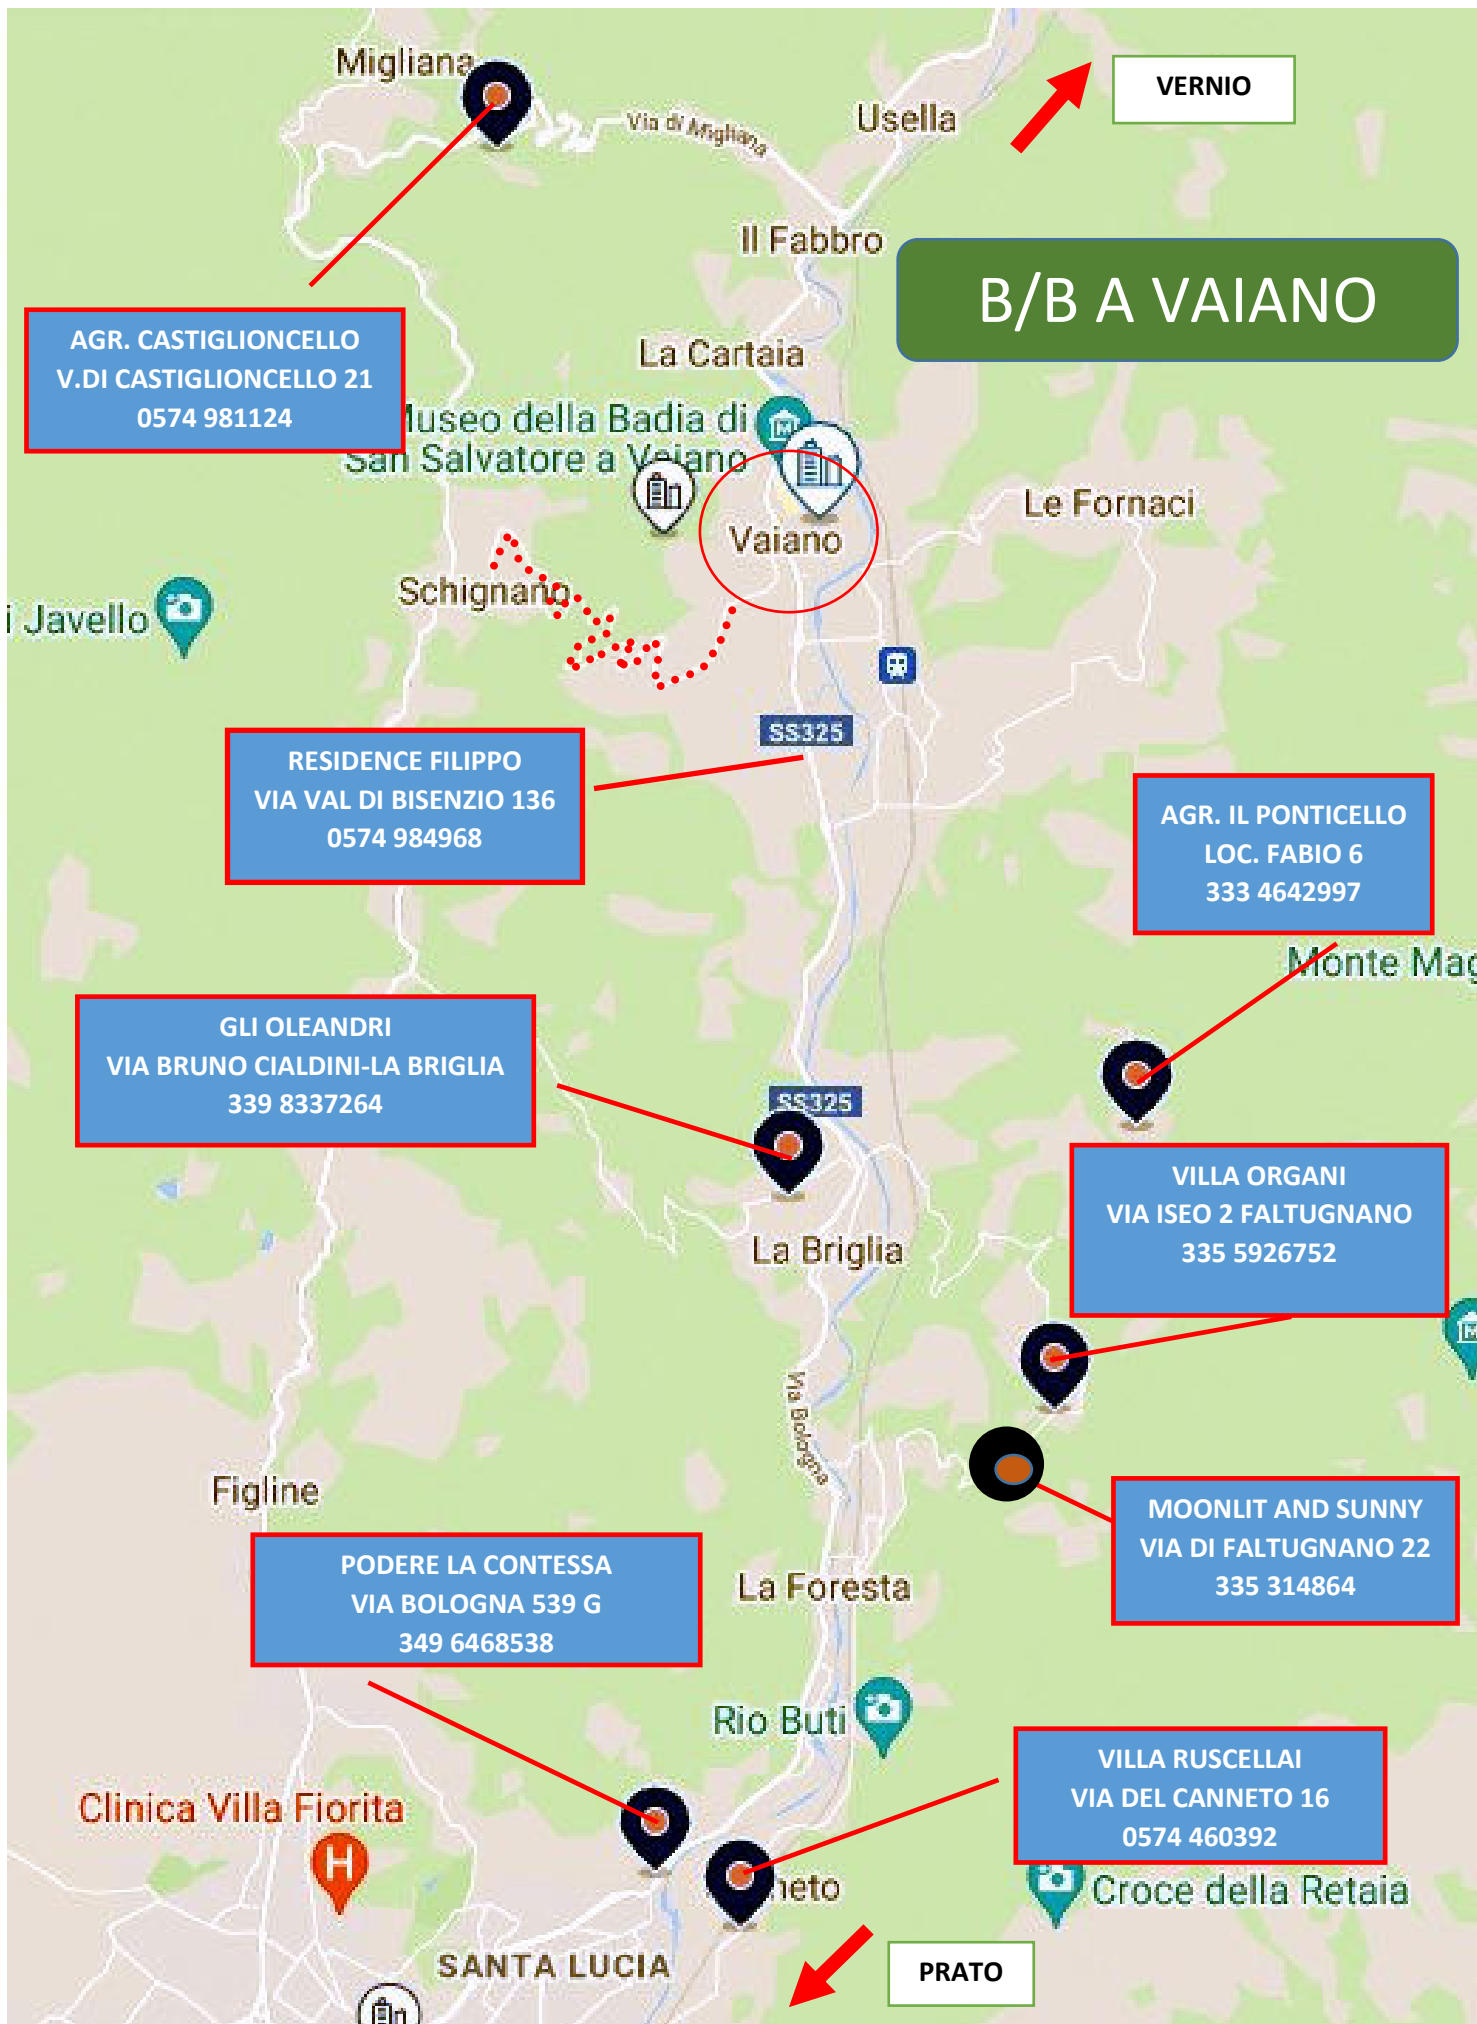 Migliana
VERNIO
Via di Migliana
Usella
Il Fabbro
B/B A VAIANO
AGR. CASTIGLIONCELLO
V.DI CASTIGLIONCELLO 21
0574 981124
La Cartaia
Museo della Badia di
San Salvatore a Vaiano
Le Fornaci
Vaiano
Schignano
i Javello
SS325
RESIDENCE FILIPPO
VIA VAL DI BISENZIO 136
0574 984968
AGR. IL PONTICELLO
LOC. FABIO 6
333 4642997
Monte Mag
GLI OLEANDRI
VIA BRUNO CIALDINI-LA BRIGLIA
339 8337264
SS325
VILLA ORGANI
VIA ISEO 2 FALTUGNANO
335 5926752
La Briglia
Via Bologna
Figline
MOONLIT AND SUNNY
VIA DI FALTUGNANO 22
335 314864
PODERE LA CONTESSA
VIA BOLOGNA 539 G
349 6468538
La Foresta
Rio Buti
VILLA RUSCELLAI
VIA DEL CANNETO 16
0574 460392
Clinica Villa Fiorita
H
neto
Croce della Retaia
SANTA LUCIA
PRATO